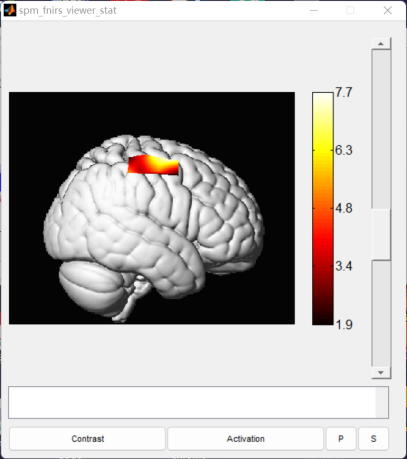 spm_fnirs_viewer_stat
7.7
6.3
4.8
3.4
1.9
Contrast
Activation
P
S